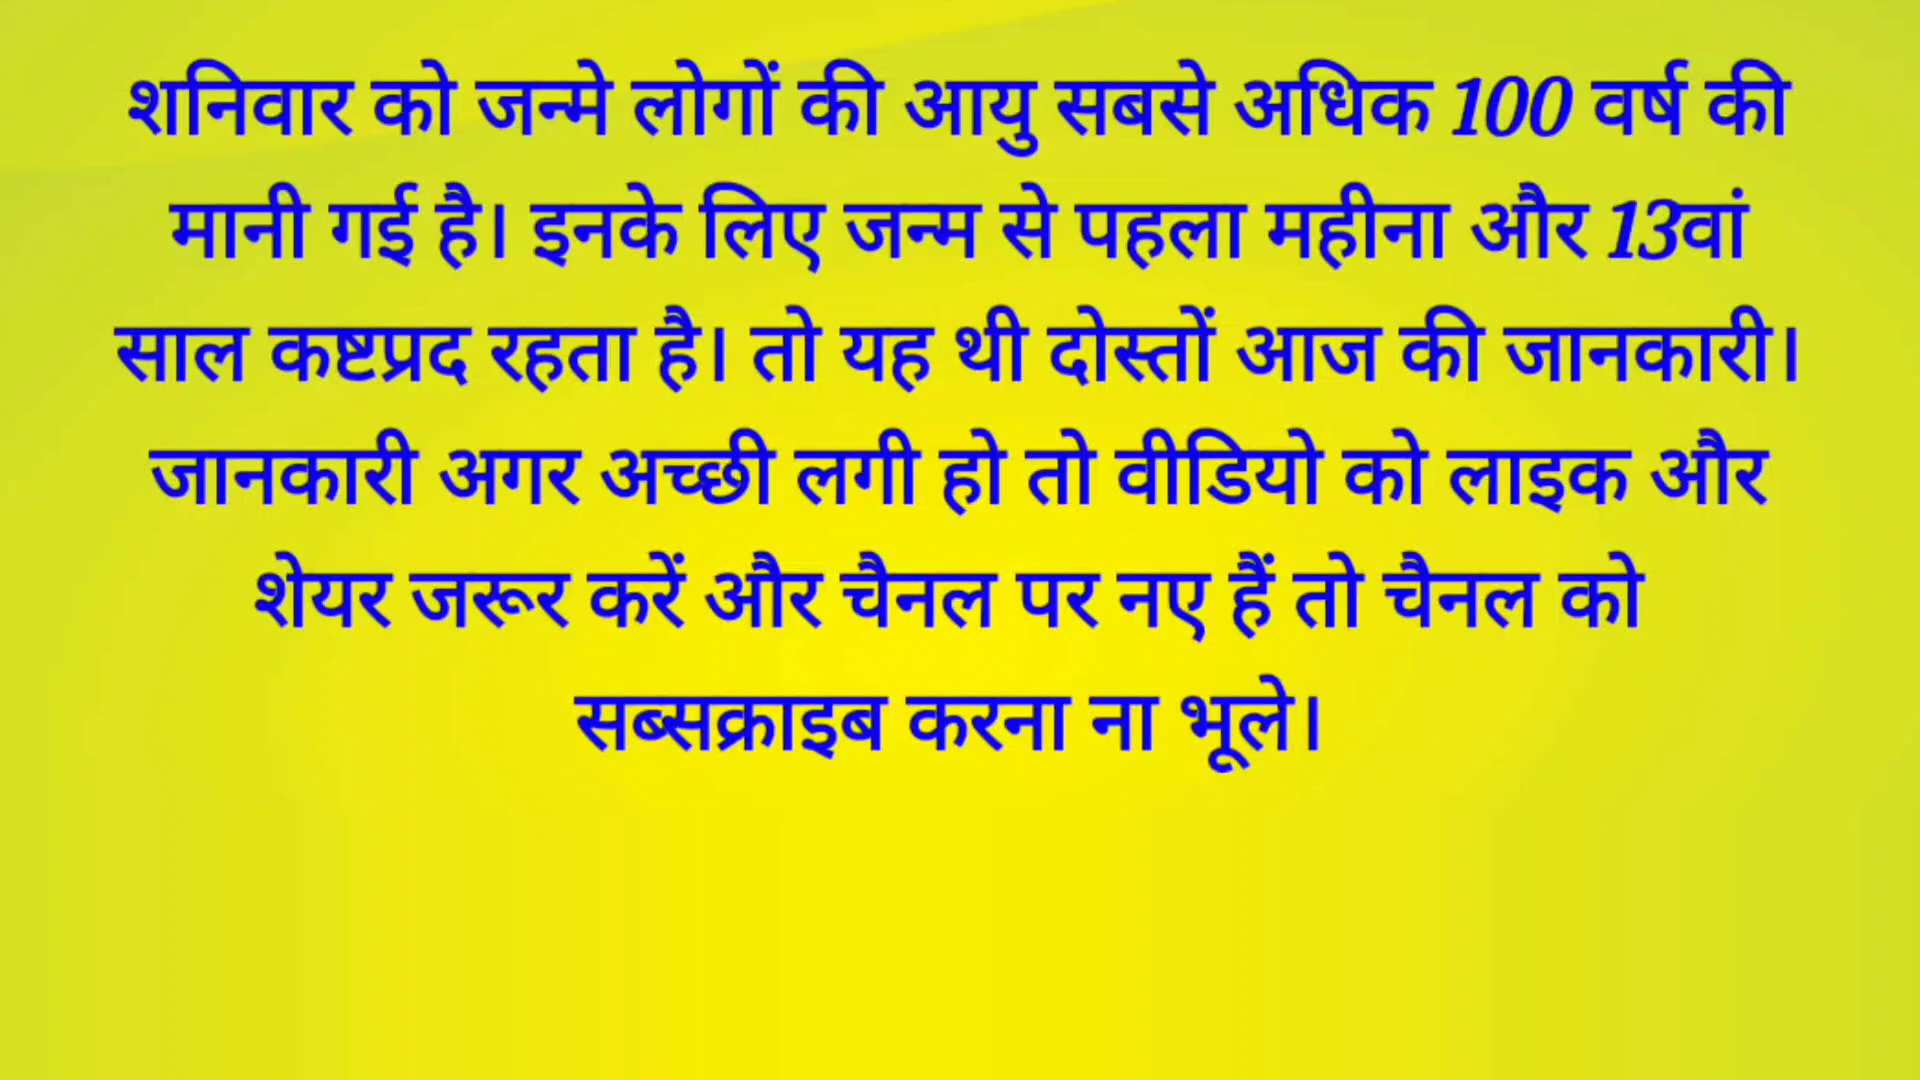 शनिवार को जन्मे लोगों की आयु सबसे अधिक 100 वर्ष की
मानी गई है। इनके लिए जन्म से पहला महीना और 13वां
साल कष्टप्रद रहता है। तो यह थी दोस्तों आज की जानकारी।
जानकारी अगर अच्छी लगी हो तो वीडियो को लाइक और
शेयर जरूर करें और चैनल पर नए हैं तो चैनल को
सब्सक्राइब करना ना भूले।